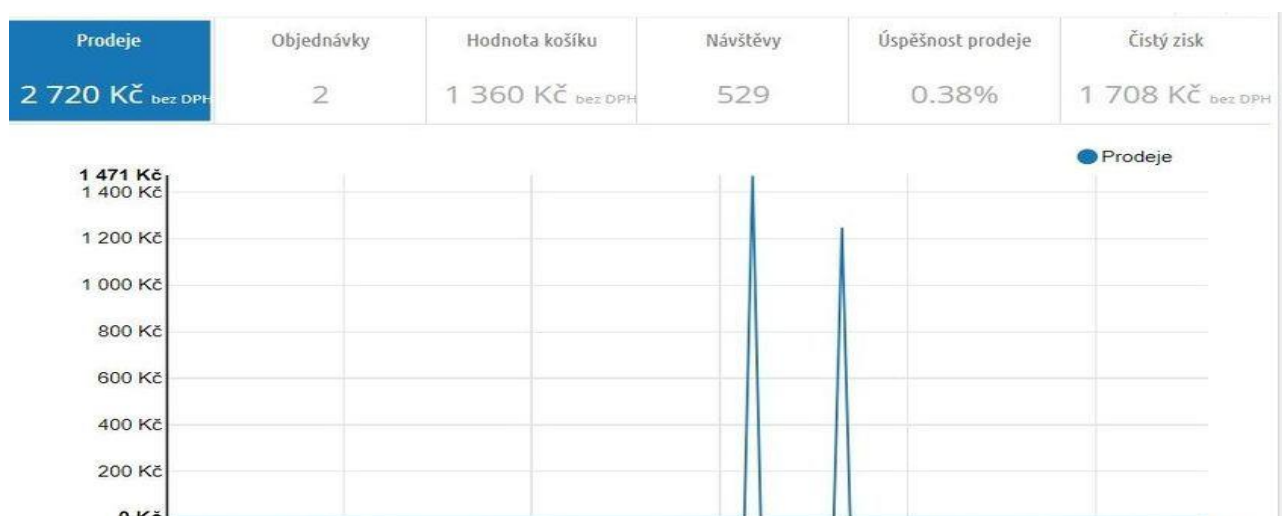 Prodeje Objednávky Hodnota košíku Návštěvy Úspěšnost prodeje Čistý zisk
2 720 Kč bez DPH 2 1 360 Kč bez DPH 529 0.38% 1 708 Kč bez DPH
Prodeje
1 471 Kč
1 400 Kč
1 200 Kč
1 000 Kč
800 Kč
600 Kč
400 Kč
200 Kč
0 Kč